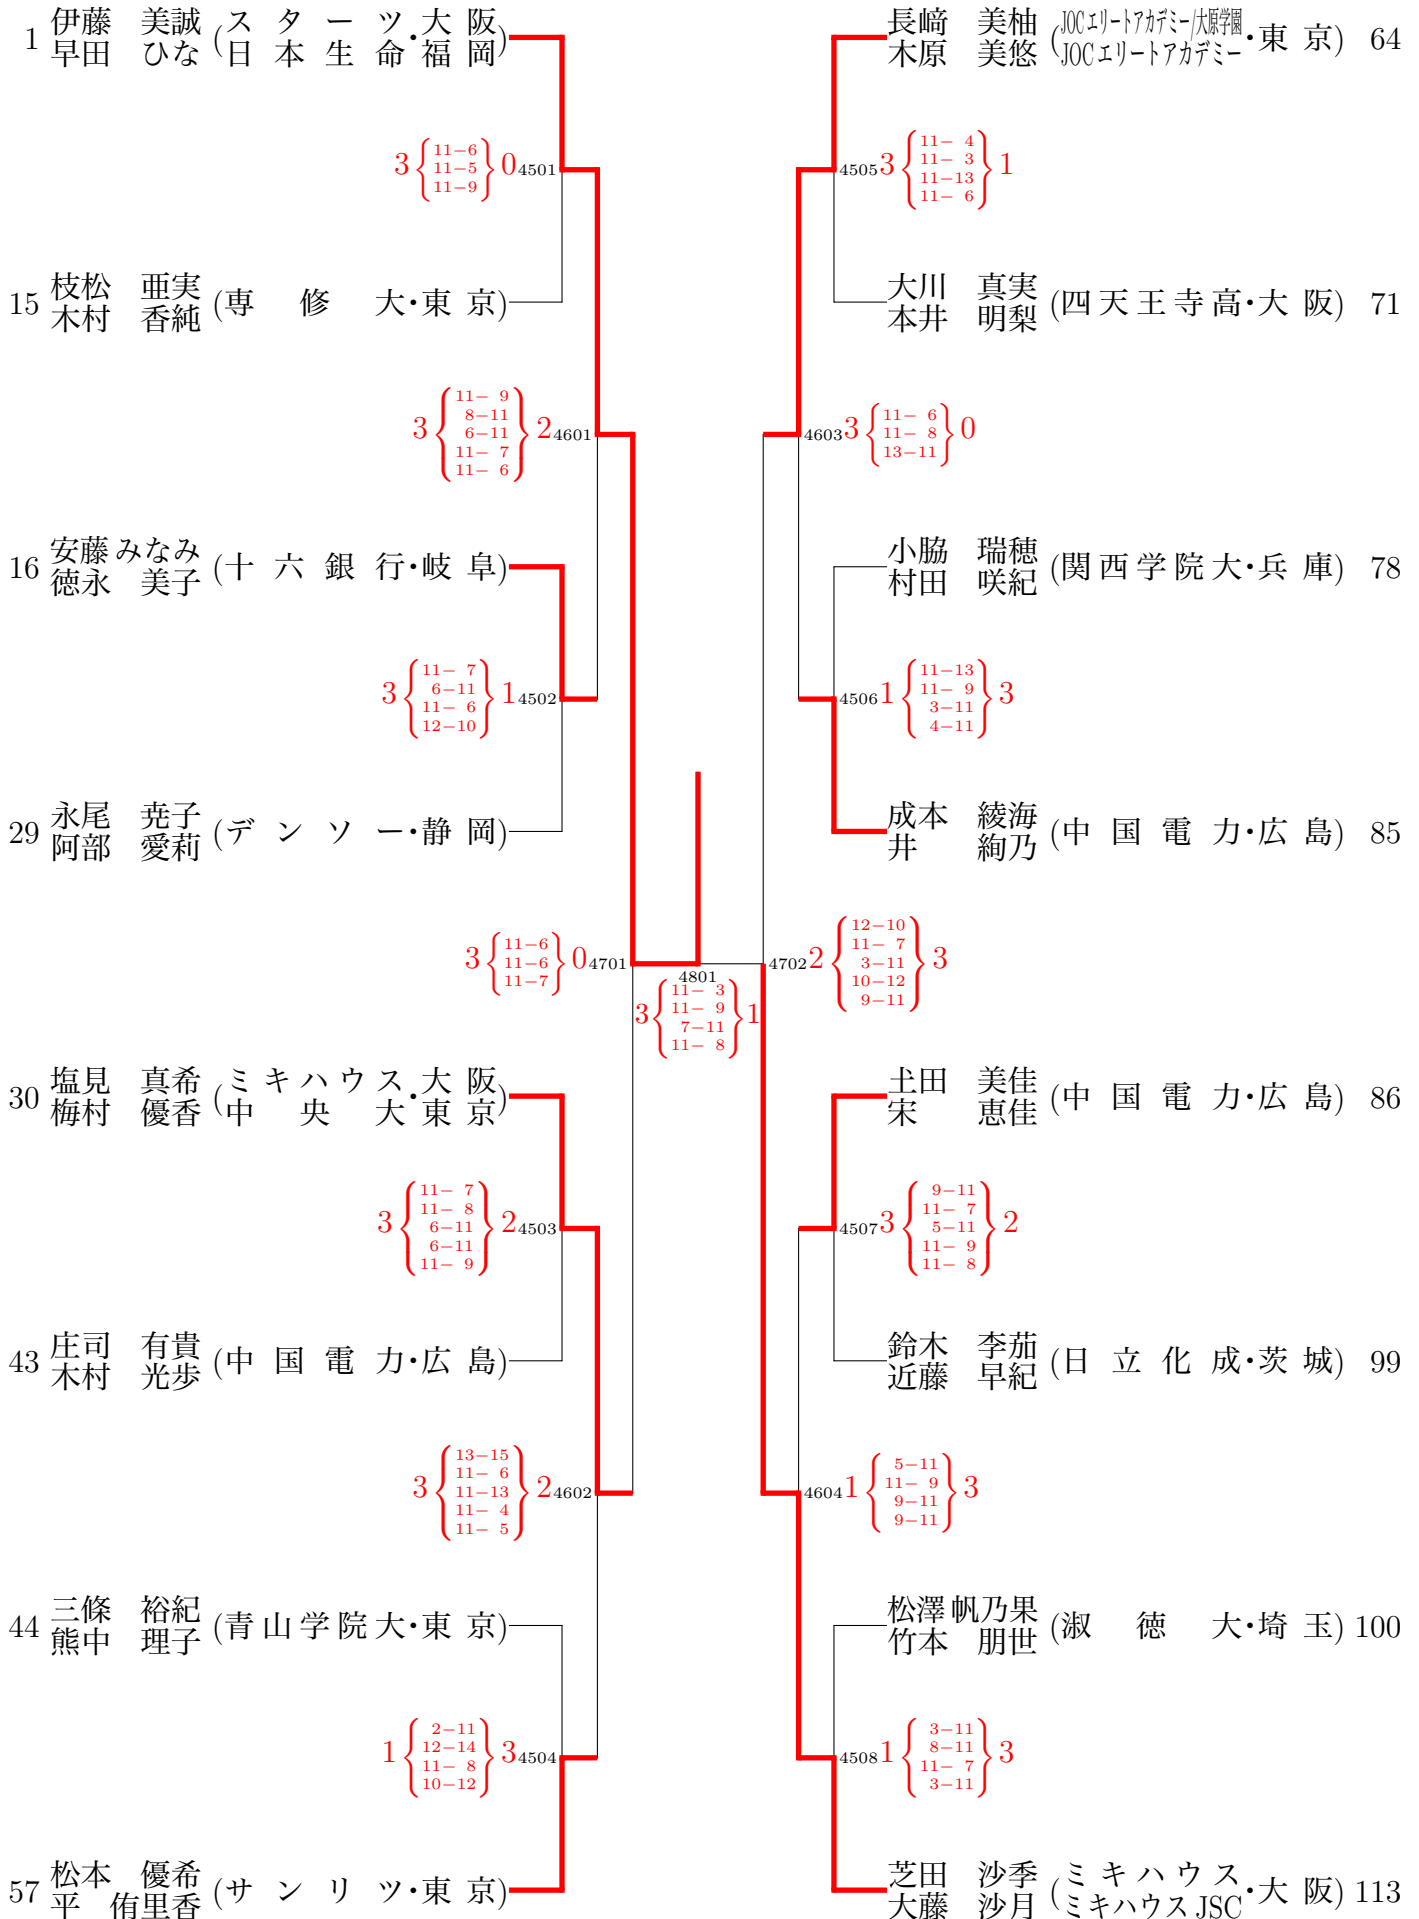 1 伊藤 美誠 (スターツ・大阪)
早田 ひな (日本生命・福岡)
3 11-6 0 4501
11-5
11-9
15 枝松 亜実 (専修大・東京)
木村 香純
3 11-9 2 4601
8-11
6-11
11-7
11-6
16 安藤みなみ (十六銀行・岐阜)
徳永 美子
3 11-7 1 4502
6-11
11-6
12-10
29 永尾 尭子 (デンソー・静岡)
阿部 愛莉
3 11-6 0 4701
11-6
11-7
30 塩見 真希 (ミキハウス・大阪)
梅村 優香 (中央大・東京)
3 11-7 2 4503
11-8
6-11
6-11
11-9
43 庄司 有貴 (中国電力・広島)
木村 光歩
3 13-15 2 4602
11-6
11-13
11-4
11-5
44 三條 裕紀 (青山学院大・東京)
熊中 理子
1 2-11 3 4504
12-14
11-8
10-12
57 松本 優希 (サンリツ・東京)
平 侑里香
4801
3 11-3 1
11-9
7-11
11-8
長﨑 美柚 (JOCエリートアカデミー/大原学園・東京) 64
木原 美悠 JOCエリートアカデミー
4505 3 11-4 1
11-3
11-13
11-6
大川 真実 (四天王寺高・大阪) 71
本井 明梨
4603 3 11-6 0
11-8
13-11
小脇 瑞穂 (関西学院大・兵庫) 78
村田 咲紀
4506 1 11-13 3
11-9
3-11
4-11
成本 綾海 (中国電力・広島) 85
井 絢乃
4702 2 12-10 3
11-7
3-11
10-12
9-11
土田 美佳 (中国電力・広島) 86
宋 恵佳
4507 3 9-11 2
11-7
5-11
11-9
11-8
鈴木 李茄 (日立化成・茨城) 99
近藤 早紀
4604 1 5-11 3
11-9
9-11
9-11
松澤帆乃果 (淑徳大・埼玉) 100
竹本 朋世
4508 1 3-11 3
8-11
11-7
3-11
芝田 沙季 (ミキハウス・大阪) 113
大藤 沙月 ミキハウスJSC